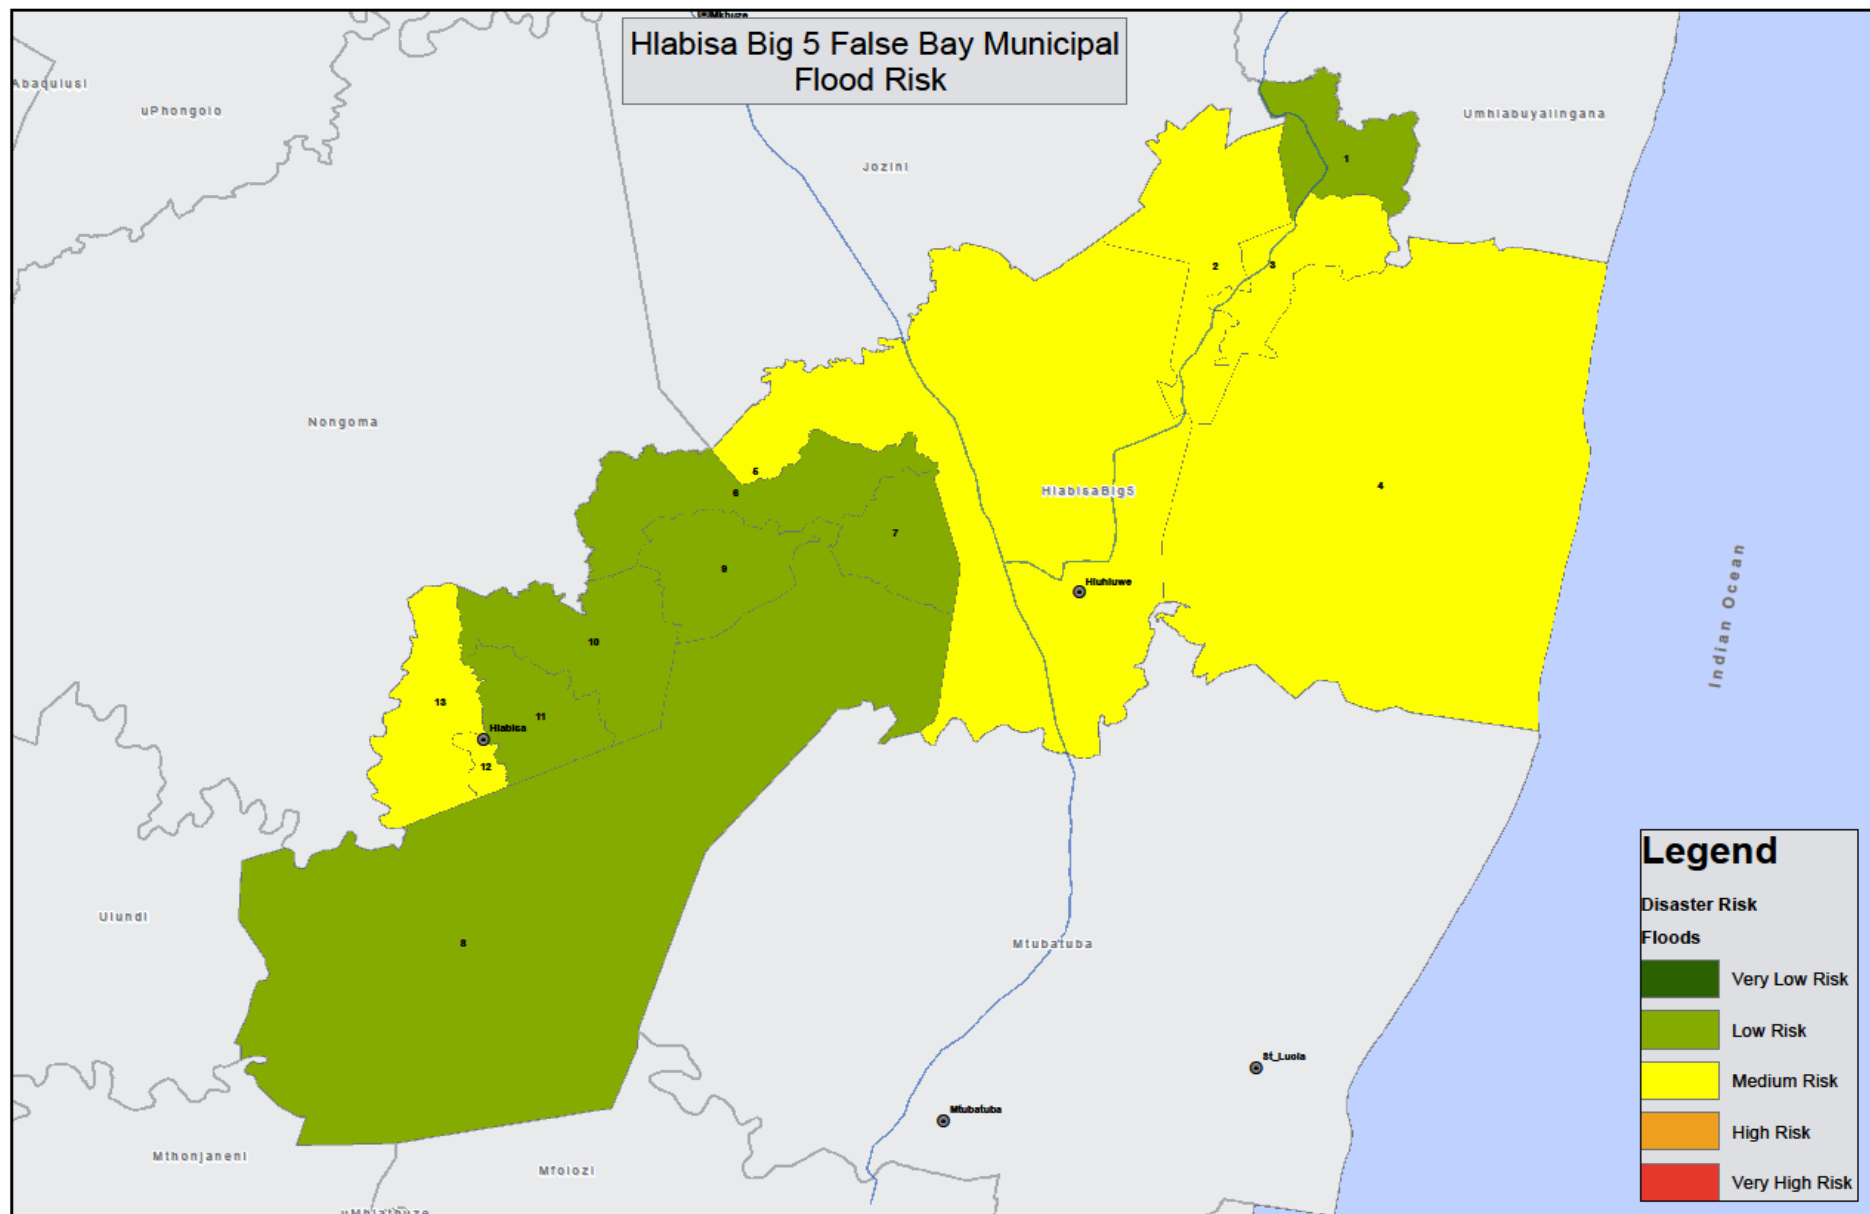 Mkhuze
Hlabisa Big 5 False Bay Municipal
Flood Risk
Abaqulusi
uPhongolo
Umhlabuyalingana
Jozini
1
2
3
Nongoma
5
6
4
HlabisaBig5
7
9
Hluhluwe
Indian Ocean
10
13
11
Hlabisa
12
Ulundi
8
Mtubatuba
St_Lucia
Mtubatuba
Mthonjaneni
Mfolozi
uMhlathuze
Legend
Disaster Risk
Floods
Very Low Risk
Low Risk
Medium Risk
High Risk
Very High Risk